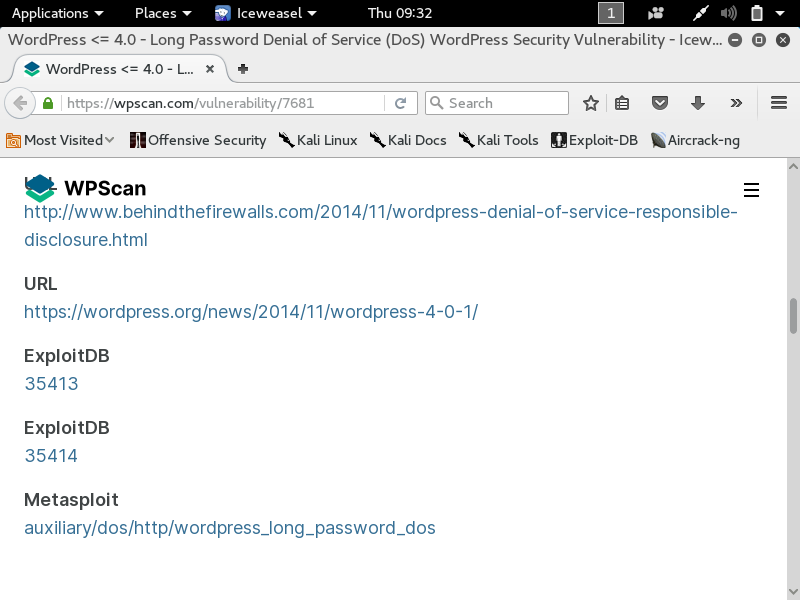 Applications Places Iceweasel Thu 09:32 1
WordPress <= 4.0 - Long Password Denial of Service (DoS) WordPress Security Vulnerability - Icew...
WordPress <= 4.0 - L...
https://wpscan.com/vulnerability/7681 Search
Most Visited Offensive Security Kali Linux Kali Docs Kali Tools Exploit-DB Aircrack-ng
WPScan
http://www.behindthefirewalls.com/2014/11/wordpress-denial-of-service-responsible-
disclosure.html
URL
https://wordpress.org/news/2014/11/wordpress-4-0-1/
ExploitDB
35413
ExploitDB
35414
Metasploit
auxiliary/dos/http/wordpress_long_password_dos